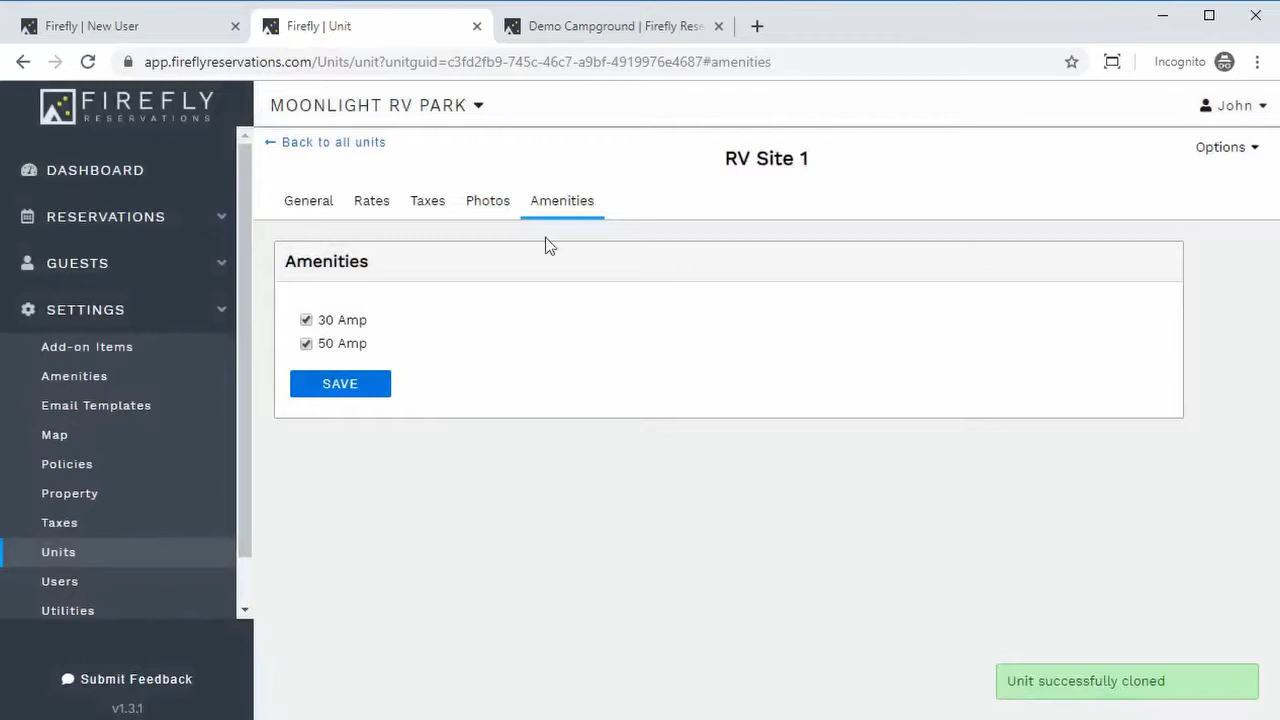 Firefly | New User
Firefly | Unit
Demo Campground | Firefly Rese
app.fireflyreservations.com/Units/unit?unitguid=c3fd2fb9-745c-46c7-a9bf-4919976e4687#amenities
Incognito
FIREFLY
RESERVATIONS
MOONLIGHT RV PARK
John
← Back to all units
Options
RV Site 1
General
Rates
Taxes
Photos
Amenities
DASHBOARD
RESERVATIONS
GUESTS
SETTINGS
Add-on Items
Amenities
Email Templates
Map
Policies
Property
Taxes
Units
Users
Utilities
Submit Feedback
v1.3.1
Amenities
30 Amp
50 Amp
SAVE
Unit successfully cloned